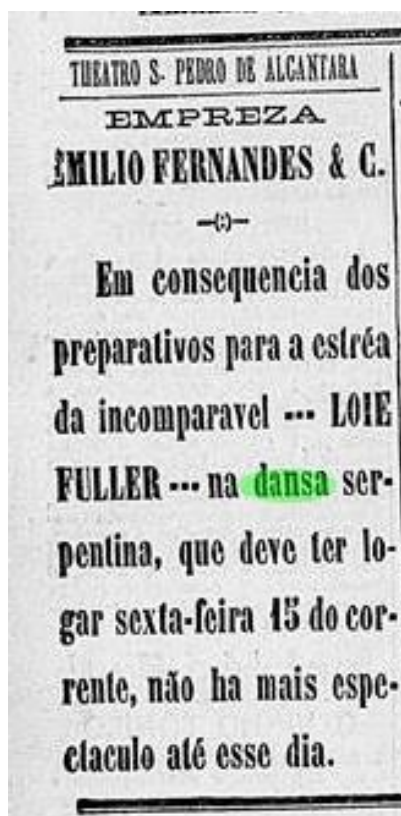 THEATRO S. PEDRO DE ALCANTARA
EMPREZA
EMILIO FERNANDES & C.
Em consequencia dos
preparativos para a estréa
da incomparavel --- LOIE
FULLER --- na dansa ser-
pentina, que deve ter lo-
gar sexta-feira 15 do cor-
rente, não ha mais espe-
ctaculo até esse dia.